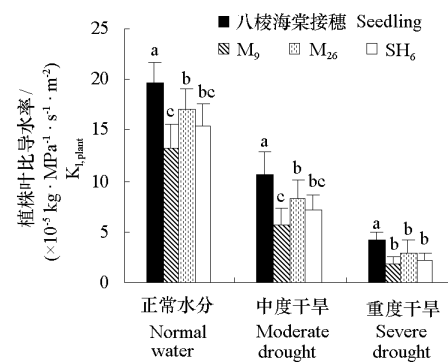 八棱海棠接穗 Seedling
M9 M26 SH6
植株叶比导水率/
(×10⁻⁵ kg · MPa⁻¹ · s⁻¹ · m⁻²)
Kl,plant
25
20
15
10
5
0
a
c
b
bc
a
c
b
bc
a
b
b
b
正常水分 中度干旱 重度干旱
Normal Moderate Severe
water drought drought